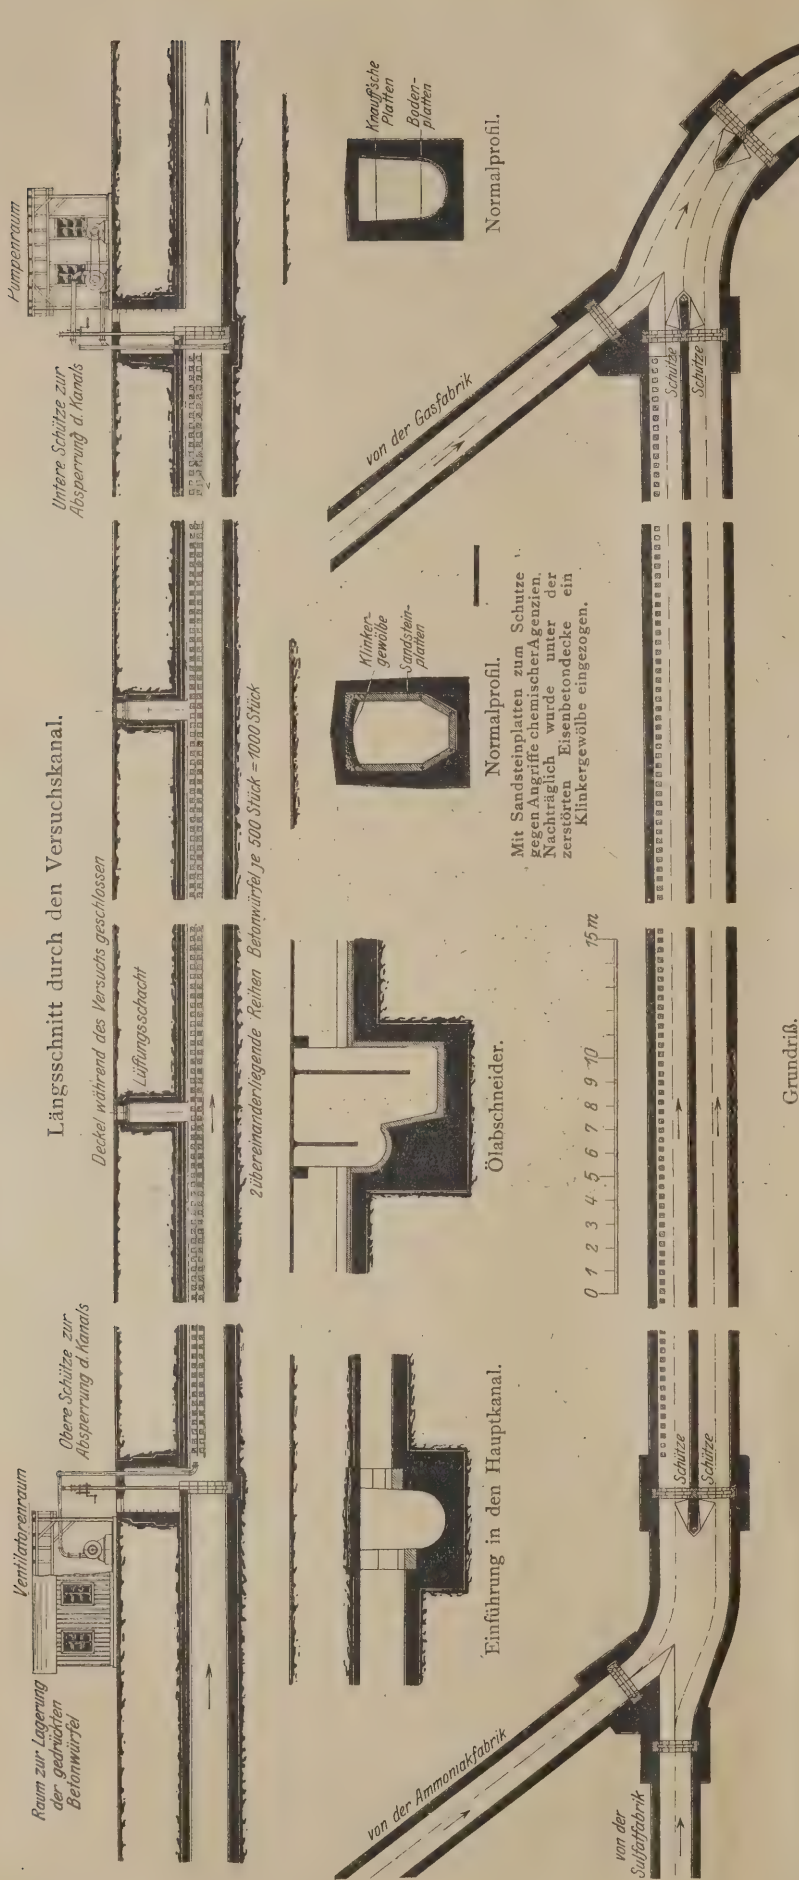 Längsschnitt durch den Versuchskanal.
Raum zur Lagerung
der gedrückten
Betonwürfel
Ventilatorenraum
Obere Schütze zur
Absperrung d. Kanals
Deckel während des Versuchs geschlossen
Lüftungsschacht
Untere Schütze zur
Absperrung d. Kanals
Pumpenraum
2 übereinanderliegende Reihen Betonwürfel je 500 Stück = 1000 Stück
Einführung in den Hauptkanal.
Ölabschneider.
Klinker-
gewölbe
Sandstein-
platten
Normalprofil.
Mit Sandsteinplatten zum Schutze
gegen Angriffe chemischer Agenzien.
Nachträglich wurde unter der
zerstörten Eisenbetondecke ein
Klinkergewölbe eingezogen.
Knauff'sche
Platten
Boden-
platten
Normalprofil.
0 1 2 3 4 5 6 7 8 9 10 15 m
von der Ammoniakfabrik
von der
Sulfatfabrik
Schütze
Schütze
von der Gasfabrik
Schütze
Schütze
Grundriß.